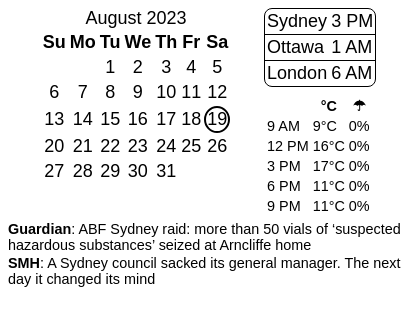 August 2023
Su Mo Tu We Th Fr Sa
1 2 3 4 5
6 7 8 9 10 11 12
13 14 15 16 17 18 19
20 21 22 23 24 25 26
27 28 29 30 31
Sydney 3 PM
Ottawa 1 AM
London 6 AM
°C ☂
9 AM 9°C 0%
12 PM 16°C 0%
3 PM 17°C 0%
6 PM 11°C 0%
9 PM 11°C 0%
Guardian: ABF Sydney raid: more than 50 vials of ‘suspected
hazardous substances’ seized at Arncliffe home
SMH: A Sydney council sacked its general manager. The next
day it changed its mind